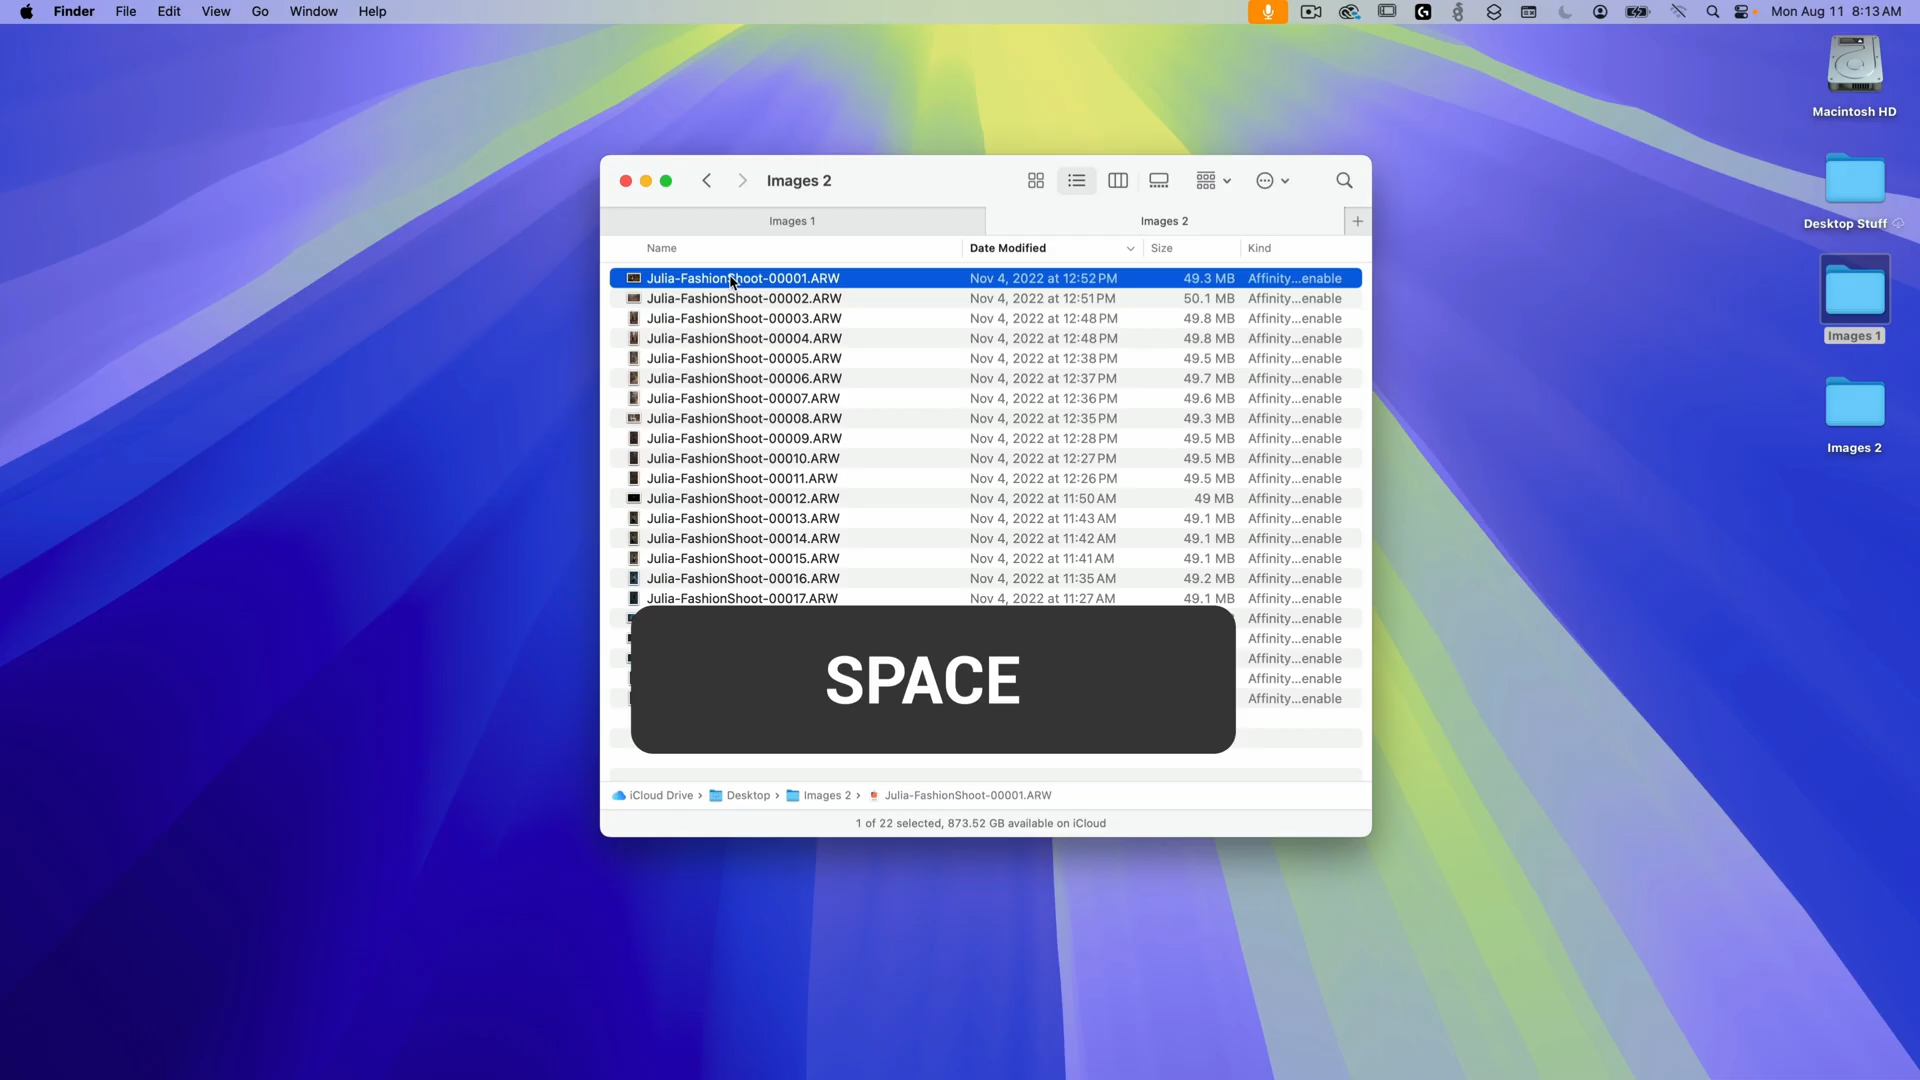 Finder File Edit View Go Window Help Mon Aug 11 8:13 AM
Macintosh HD
Desktop Stuff
Images 1
Images 2
Images 2
Images 1 Images 2
Name Date Modified Size Kind
Julia-FashionShoot-00001.ARW Nov 4, 2022 at 12:52 PM 49.3 MB Affinity...enable
Julia-FashionShoot-00002.ARW Nov 4, 2022 at 12:51 PM 50.1 MB Affinity...enable
Julia-FashionShoot-00003.ARW Nov 4, 2022 at 12:48 PM 49.8 MB Affinity...enable
Julia-FashionShoot-00004.ARW Nov 4, 2022 at 12:48 PM 49.8 MB Affinity...enable
Julia-FashionShoot-00005.ARW Nov 4, 2022 at 12:38 PM 49.5 MB Affinity...enable
Julia-FashionShoot-00006.ARW Nov 4, 2022 at 12:37 PM 49.7 MB Affinity...enable
Julia-FashionShoot-00007.ARW Nov 4, 2022 at 12:36 PM 49.6 MB Affinity...enable
Julia-FashionShoot-00008.ARW Nov 4, 2022 at 12:35 PM 49.3 MB Affinity...enable
Julia-FashionShoot-00009.ARW Nov 4, 2022 at 12:28 PM 49.5 MB Affinity...enable
Julia-FashionShoot-00010.ARW Nov 4, 2022 at 12:27 PM 49.5 MB Affinity...enable
Julia-FashionShoot-00011.ARW Nov 4, 2022 at 12:26 PM 49.5 MB Affinity...enable
Julia-FashionShoot-00012.ARW Nov 4, 2022 at 11:50 AM 49 MB Affinity...enable
Julia-FashionShoot-00013.ARW Nov 4, 2022 at 11:43 AM 49.1 MB Affinity...enable
Julia-FashionShoot-00014.ARW Nov 4, 2022 at 11:42 AM 49.1 MB Affinity...enable
Julia-FashionShoot-00015.ARW Nov 4, 2022 at 11:41 AM 49.1 MB Affinity...enable
Julia-FashionShoot-00016.ARW Nov 4, 2022 at 11:35 AM 49.2 MB Affinity...enable
Julia-FashionShoot-00017.ARW Nov 4, 2022 at 11:27 AM 49.1 MB Affinity...enable
Affinity...enable
Affinity...enable
Affinity...enable
Affinity...enable
Affinity...enable
SPACE
iCloud Drive › Desktop › Images 2 › Julia-FashionShoot-00001.ARW
1 of 22 selected, 873.52 GB available on iCloud